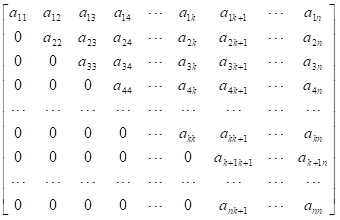 a₁₁ a₁₂ a₁₃ a₁₄ ⋯ a₁ₖ a₁ₖ₊₁ ⋯ a₁ₙ
0 a₂₂ a₂₃ a₂₄ ⋯ a₂ₖ a₂ₖ₊₁ ⋯ a₂ₙ
0 0 a₃₃ a₃₄ ⋯ a₃ₖ a₃ₖ₊₁ ⋯ a₃ₙ
0 0 0 a₄₄ ⋯ a₄ₖ a₄ₖ₊₁ ⋯ a₄ₙ
⋯ ⋯ ⋯ ⋯ ⋯ ⋯ ⋯ ⋯ ⋯
0 0 0 0 ⋯ aₖₖ aₖₖ₊₁ ⋯ aₖₙ
0 0 0 0 ⋯ 0 aₖ₊₁ₖ₊₁ ⋯ aₖ₊₁ₙ
⋯ ⋯ ⋯ ⋯ ⋯ ⋯ ⋯ ⋯ ⋯
0 0 0 0 ⋯ 0 aₙₖ₊₁ ⋯ aₙₙ